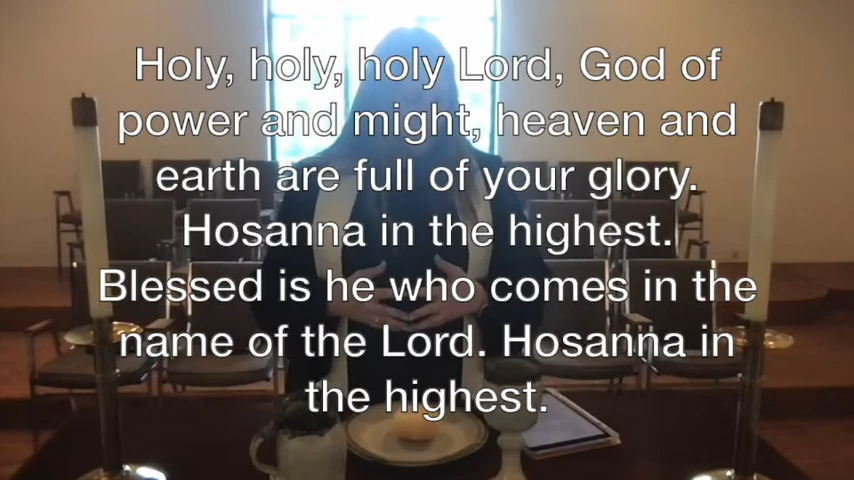 Holy, holy, holy Lord, God of
power and might, heaven and
earth are full of your glory.
Hosanna in the highest.
Blessed is he who comes in the
name of the Lord. Hosanna in
the highest.